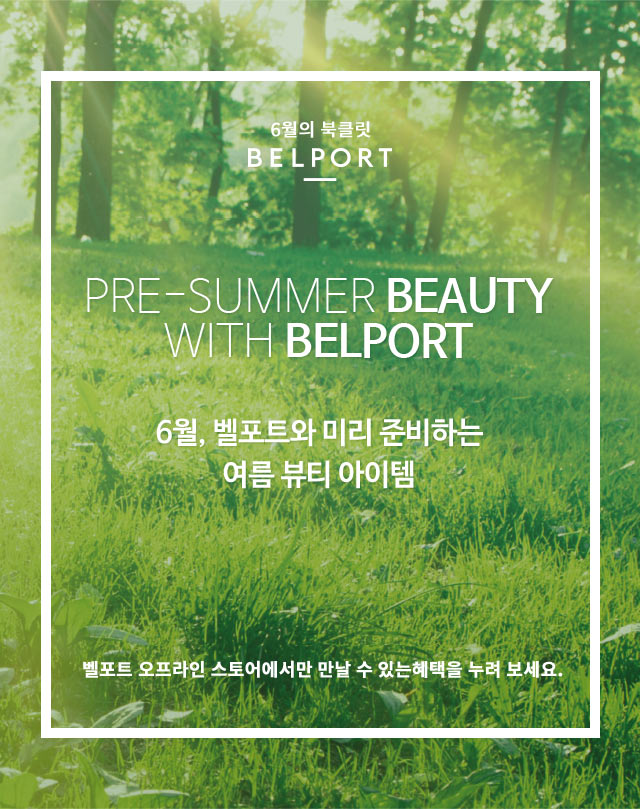 6월의 북클릿
BELPORT
PRE-SUMMER BEAUTY
WITH BELPORT
6월, 벨포트와 미리 준비하는
여름 뷰티 아이템
벨포트 오프라인 스토어에서만 만날 수 있는혜택을 누려 보세요.